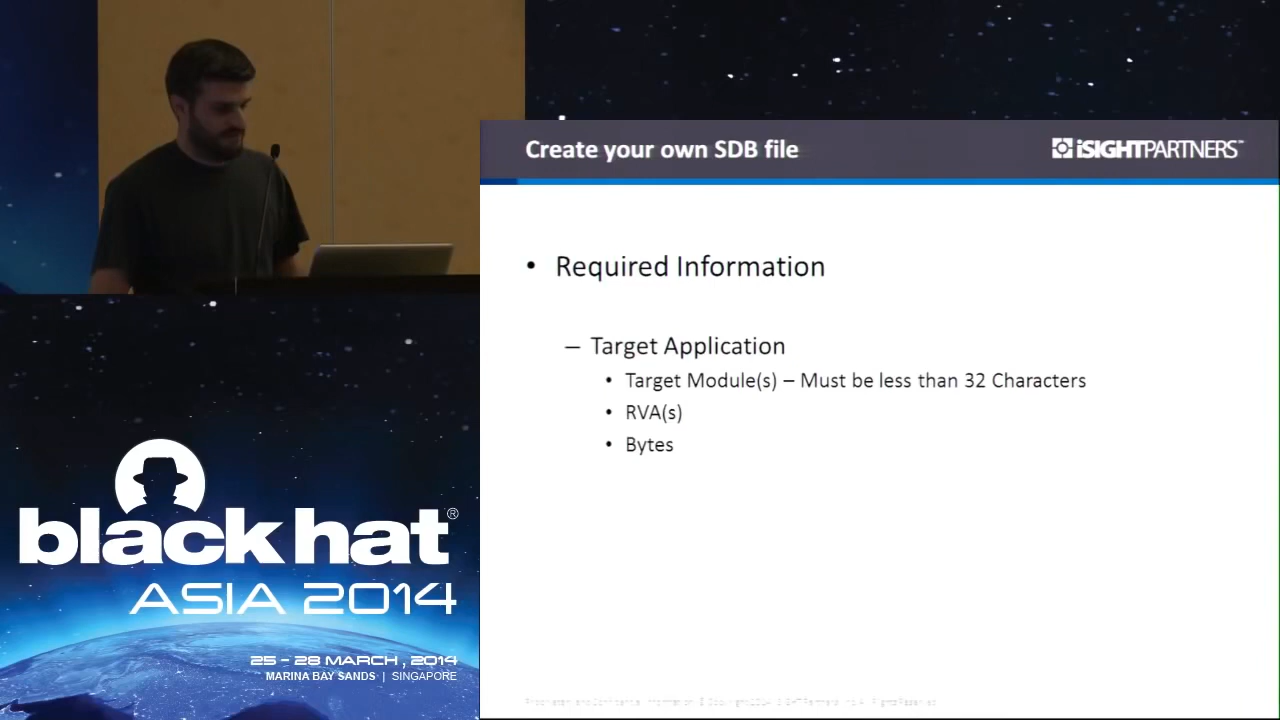 Create your own SDB file
iSIGHTPARTNERS™
• Required Information
– Target Application
• Target Module(s) – Must be less than 32 Characters
• RVA(s)
• Bytes
black hat®
ASIA 2014
25 - 28 MARCH , 2014
MARINA BAY SANDS | SINGAPORE